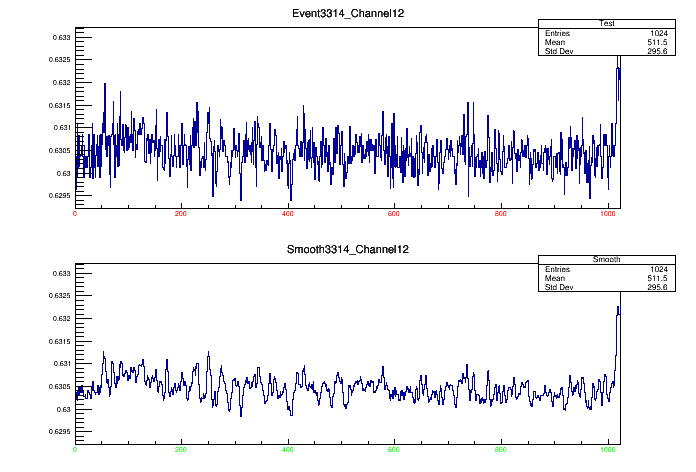 Event3314_Channel12
Test
Entries 1024
Mean 511.5
Std Dev 295.6
0.633
0.6325
0.632
0.6315
0.631
0.6305
0.63
0.6295
0 200 400 600 800 1000
Smooth3314_Channel12
Smooth
Entries 1024
Mean 511.5
Std Dev 295.6
0.633
0.6325
0.632
0.6315
0.631
0.6305
0.63
0.6295
0 200 400 600 800 1000